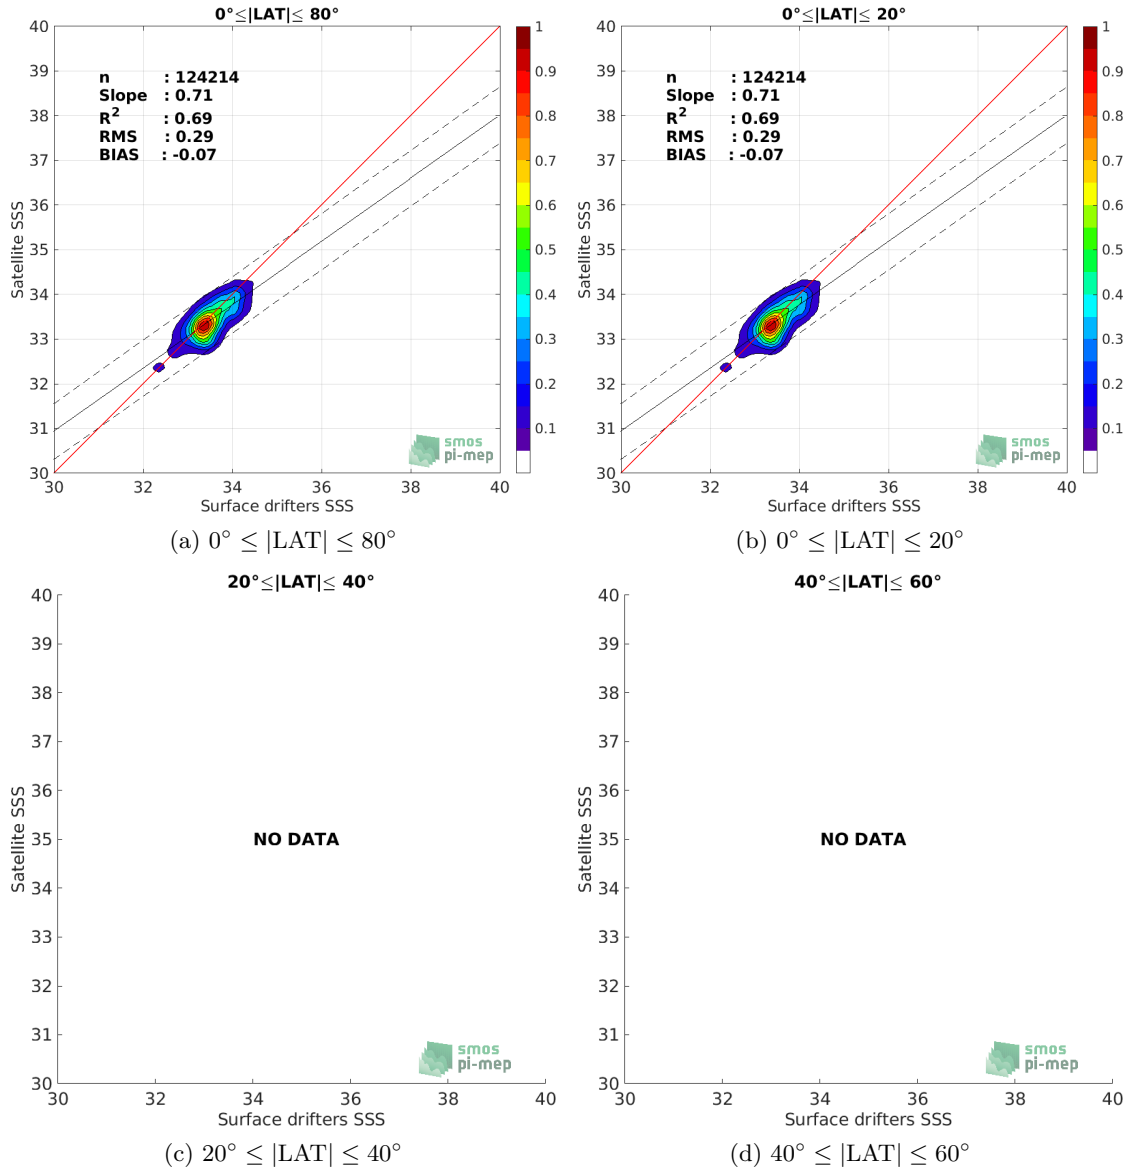 0°≤|LAT|≤ 80°
40
39
38
37
36
35
34
33
32
31
30
Satellite SSS
n : 124214
Slope : 0.71
R2 : 0.69
RMS : 0.29
BIAS : -0.07
smos
pi-mep
30 32 34 36 38 40
Surface drifters SSS
1
0.9
0.8
0.7
0.6
0.5
0.4
0.3
0.2
0.1
(a) 0° ≤ |LAT| ≤ 80°
0°≤|LAT|≤ 20°
40
39
38
37
36
35
34
33
32
31
30
Satellite SSS
n : 124214
Slope : 0.71
R2 : 0.69
RMS : 0.29
BIAS : -0.07
smos
pi-mep
30 32 34 36 38 40
Surface drifters SSS
1
0.9
0.8
0.7
0.6
0.5
0.4
0.3
0.2
0.1
(b) 0° ≤ |LAT| ≤ 20°
20°≤|LAT|≤ 40°
40
39
38
37
36
35
34
33
32
31
30
Satellite SSS
NO DATA
smos
pi-mep
30 32 34 36 38 40
Surface drifters SSS
(c) 20° ≤ |LAT| ≤ 40°
40°≤|LAT|≤ 60°
40
39
38
37
36
35
34
33
32
31
30
Satellite SSS
NO DATA
smos
pi-mep
30 32 34 36 38 40
Surface drifters SSS
(d) 40° ≤ |LAT| ≤ 60°